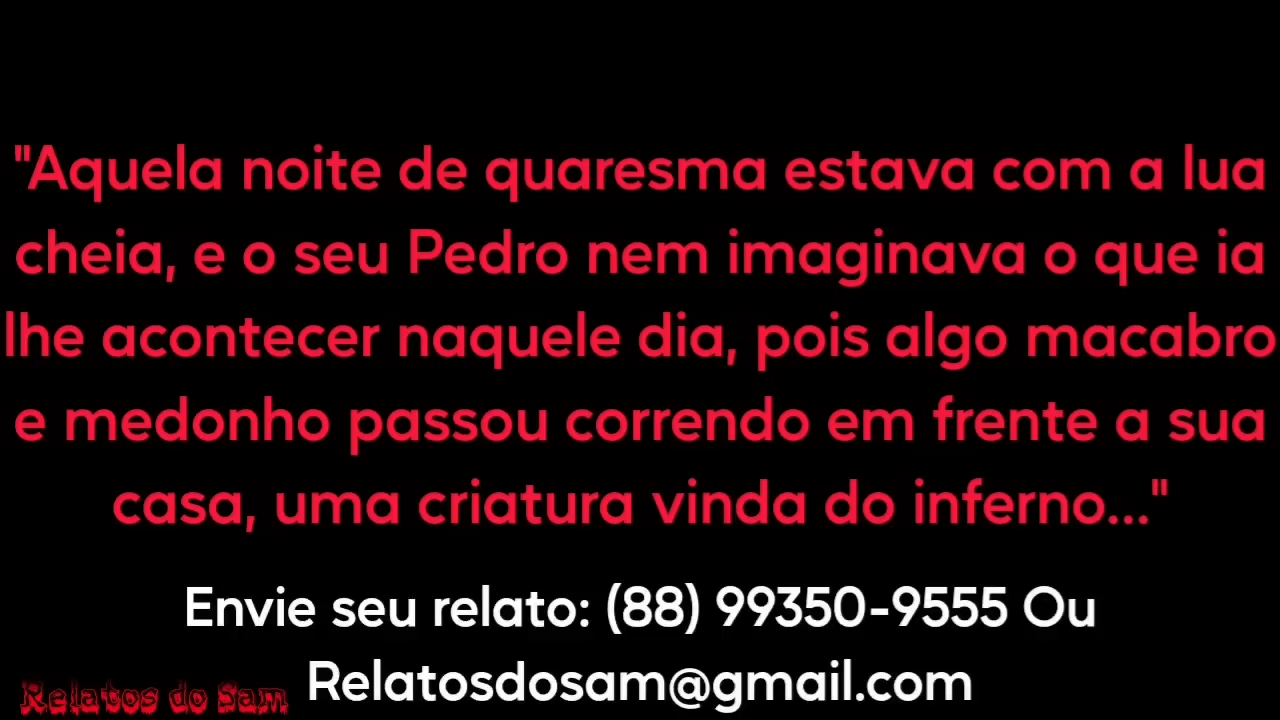 "Aquela noite de quaresma estava com a lua
cheia, e o seu Pedro nem imaginava o que ia
lhe acontecer naquele dia, pois algo macabro
e medonho passou correndo em frente a sua
casa, uma criatura vinda do inferno..."
Envie seu relato: (88) 99350-9555 Ou
Relatosdosam@gmail.com
Relatos do Sam